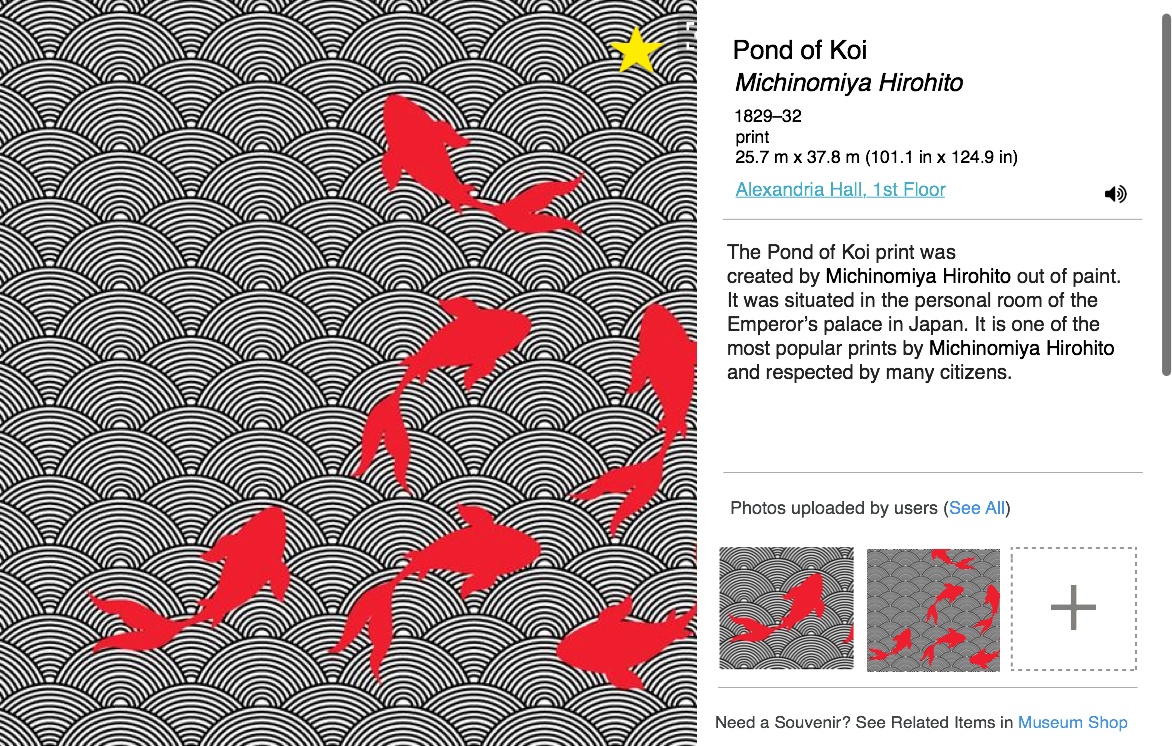 Pond of Koi
Michinomiya Hirohito
1829–32
print
25.7 m x 37.8 m (101.1 in x 124.9 in)
Alexandria Hall, 1st Floor
The Pond of Koi print was
created by Michinomiya Hirohito out of paint.
It was situated in the personal room of the
Emperor’s palace in Japan. It is one of the
most popular prints by Michinomiya Hirohito
and respected by many citizens.
Photos uploaded by users (See All)
Need a Souvenir? See Related Items in Museum Shop